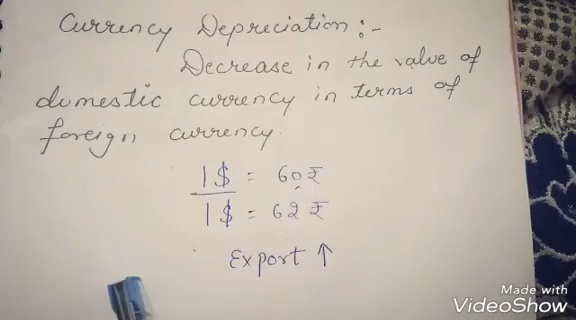 Currency Depreciation :-
Decrease in the value of
domestic currency in terms of
foreign currency.
1$ = 60₹
1$ = 62₹
Export ↑
Made with
VideoShow